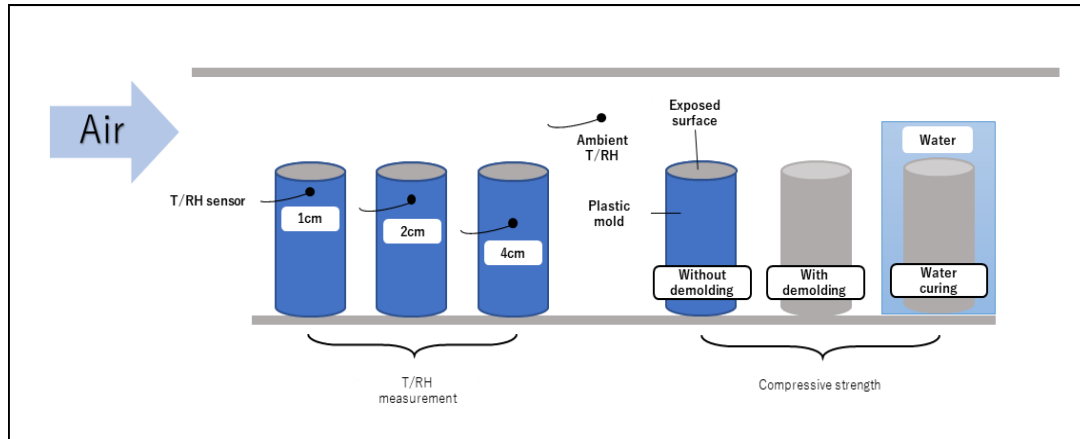 Air
T/RH sensor
1cm
2cm
4cm
Ambient
T/RH
Exposed
surface
Plastic
mold
Without
demolding
With
demolding
Water
Water
curing
T/RH
measurement
Compressive strength